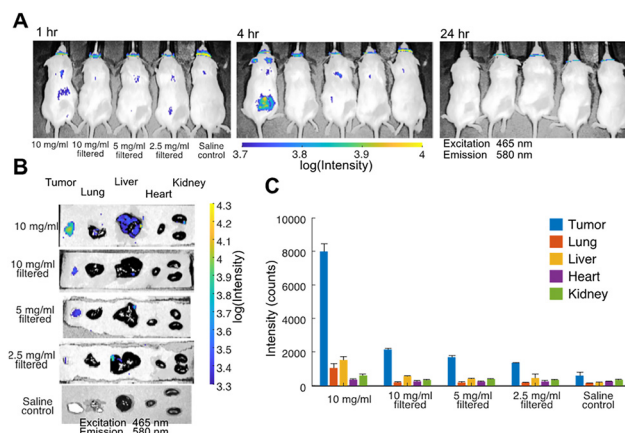 A
1 hr
4 hr
24 hr
10 mg/ml
10 mg/ml filtered
5 mg/ml filtered
2.5 mg/ml filtered
Saline control
3.7
3.8
3.9
4
log(Intensity)
Excitation 465 nm
Emission 580 nm
B
Tumor
Lung
Liver
Heart
Kidney
10 mg/ml
10 mg/ml filtered
5 mg/ml filtered
2.5 mg/ml filtered
Saline control
4.3
4.2
4.1
4
3.9
3.8
3.7
3.6
3.5
3.4
3.3
log(Intensity)
Excitation 465 nm
Emission 580 nm
C
10000
8000
6000
4000
2000
0
Intensity (counts)
Tumor
Lung
Liver
Heart
Kidney
10 mg/ml
10 mg/ml filtered
5 mg/ml filtered
2.5 mg/ml filtered
Saline control